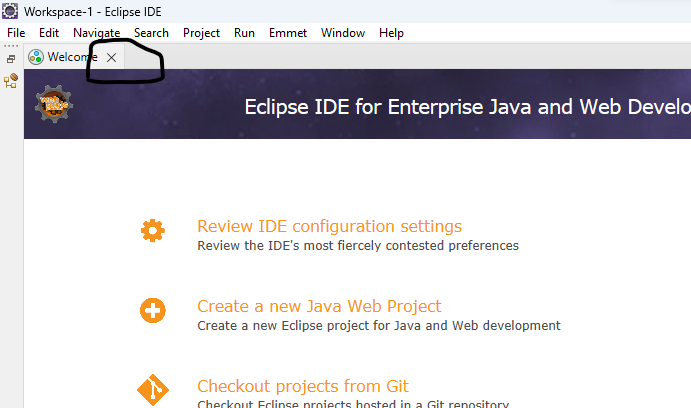 Workspace-1 - Eclipse IDE
File Edit Navigate Search Project Run Emmet Window Help
Welcome
Eclipse IDE for Enterprise Java and Web Develo
Review IDE configuration settings
Review the IDE's most fiercely contested preferences
Create a new Java Web Project
Create a new Eclipse project for Java and Web development
Checkout projects from Git
Checkout Eclipse projects hosted in a Git repository